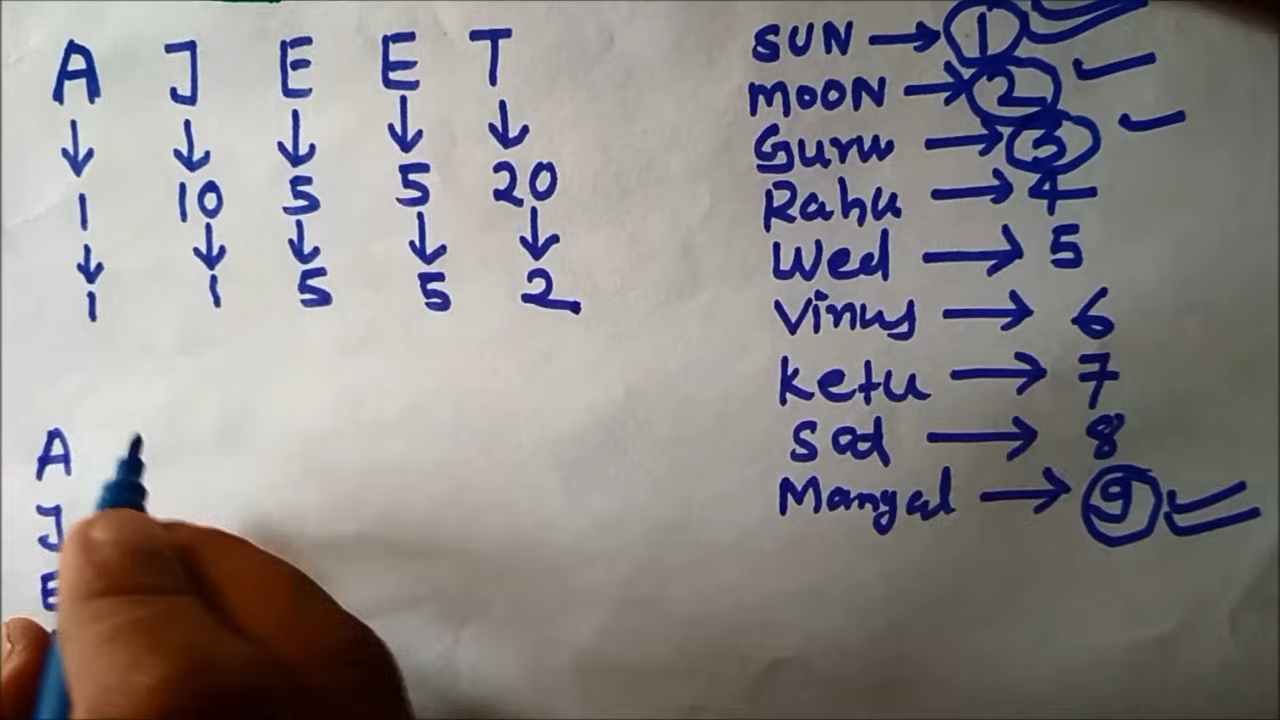 A J E E T
1 10 5 5 20
1 1 5 5 2
A
J
E
SUN → 1
MOON → 2
Guru → 3
Rahu → 4
Wed → 5
Vinus → 6
Ketu → 7
Sat → 8
Mangal → 9